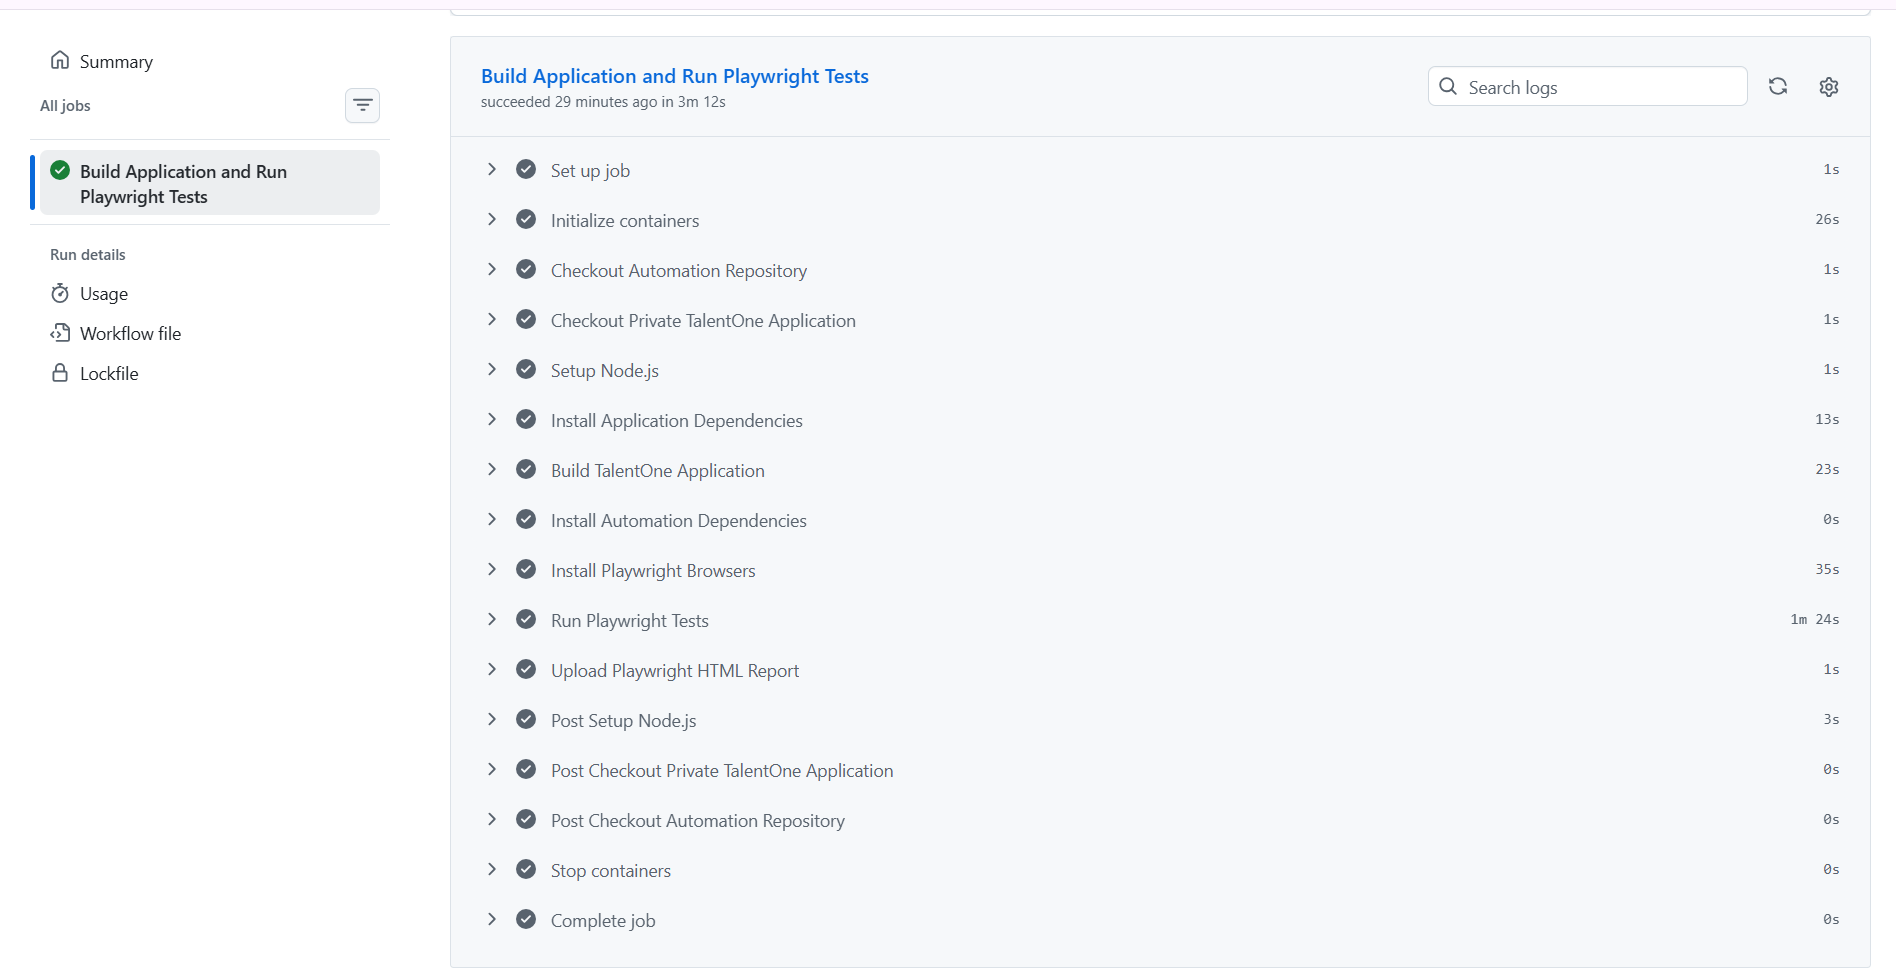 Summary
All jobs
Build Application and Run
Playwright Tests
Run details
Usage
Workflow file
Lockfile
Build Application and Run Playwright Tests
succeeded 29 minutes ago in 3m 12s
Search logs
Set up job 1s
Initialize containers 26s
Checkout Automation Repository 1s
Checkout Private TalentOne Application 1s
Setup Node.js 1s
Install Application Dependencies 13s
Build TalentOne Application 23s
Install Automation Dependencies 0s
Install Playwright Browsers 35s
Run Playwright Tests 1m 24s
Upload Playwright HTML Report 1s
Post Setup Node.js 3s
Post Checkout Private TalentOne Application 0s
Post Checkout Automation Repository 0s
Stop containers 0s
Complete job 0s